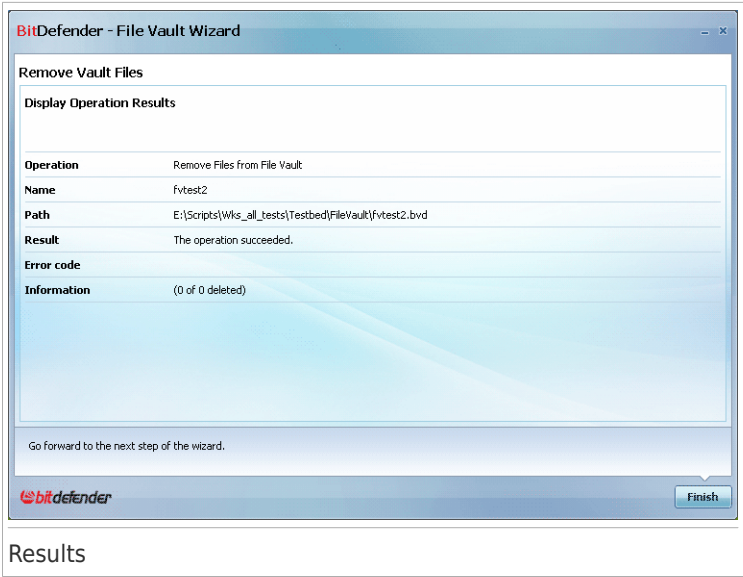 BitDefender - File Vault Wizard
Remove Vault Files
Display Operation Results
Operation Remove Files from File Vault
Name fvtest2
Path E:\Scripts\Wks_all_tests\Testbed\FileVault\fvtest2.bvd
Result The operation succeeded.
Error code
Information (0 of 0 deleted)
Go forward to the next step of the wizard.
bitdefender
Finish
Results